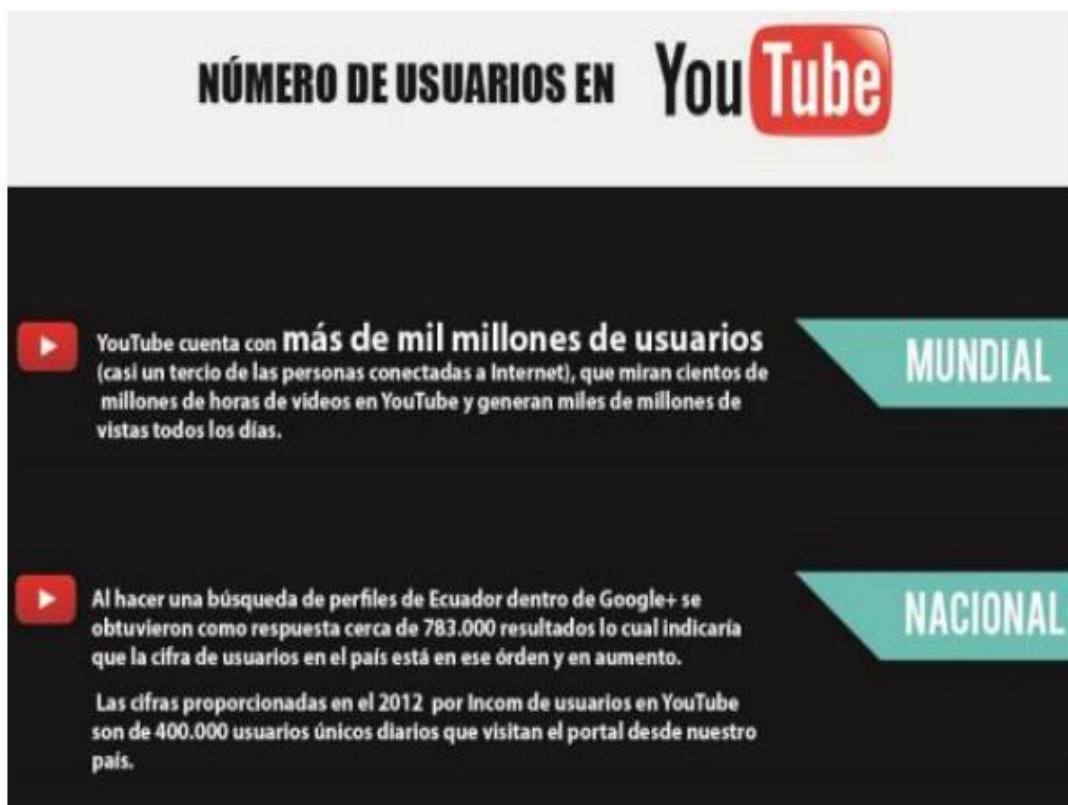 NÚMERO DE USUARIOS EN YouTube
YouTube cuenta con más de mil millones de usuarios
(casi un tercio de las personas conectadas a Internet), que miran cientos de
millones de horas de videos en YouTube y generan miles de millones de
vistas todos los días.
MUNDIAL
Al hacer una búsqueda de perfiles de Ecuador dentro de Google+ se
obtuvieron como respuesta cerca de 783.000 resultados lo cual indicaría
que la cifra de usuarios en el país está en ese órden y en aumento.
Las cifras proporcionadas en el 2012 por Incom de usuarios en YouTube
son de 400.000 usuarios únicos diarios que visitan el portal desde nuestro
país.
NACIONAL